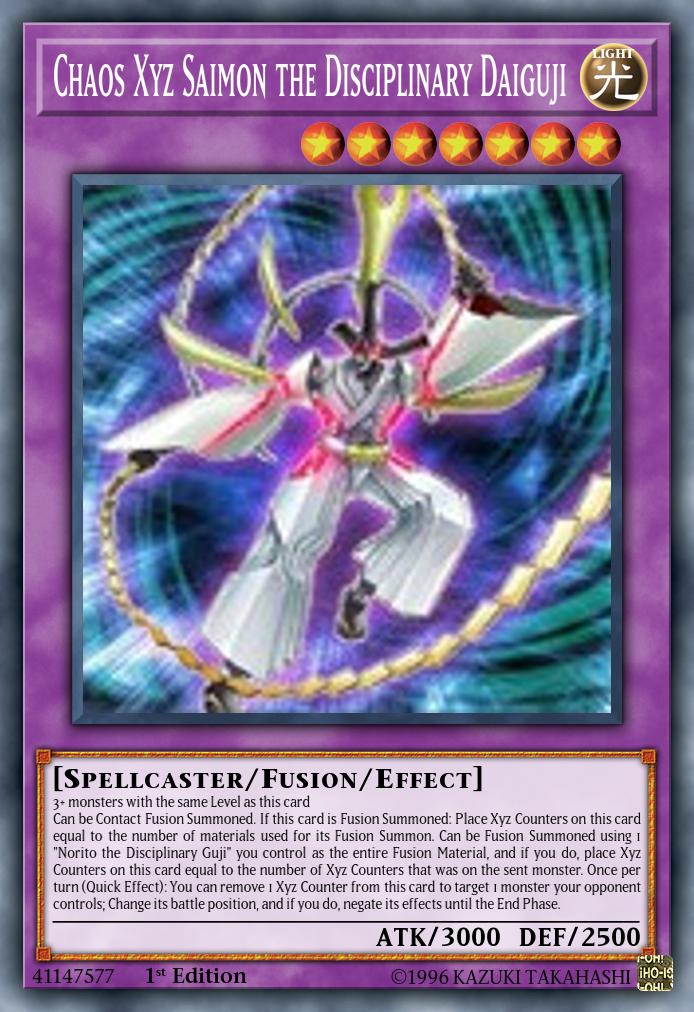 Chaos Xyz Saimon the Disciplinary Daiguji
LIGHT
光
[Spellcaster/Fusion/Effect]
3+ monsters with the same Level as this card
Can be Contact Fusion Summoned. If this card is Fusion Summoned: Place Xyz Counters on this card
equal to the number of materials used for its Fusion Summon. Can be Fusion Summoned using 1
"Norito the Disciplinary Guji" you control as the entire Fusion Material, and if you do, place Xyz
Counters on this card equal to the number of Xyz Counters that was on the sent monster. Once per
turn (Quick Effect): You can remove 1 Xyz Counter from this card to target 1 monster your opponent
controls; Change its battle position, and if you do, negate its effects until the End Phase.
ATK/3000 DEF/2500
41147577 1st Edition ©1996 KAZUKI TAKAHASHI